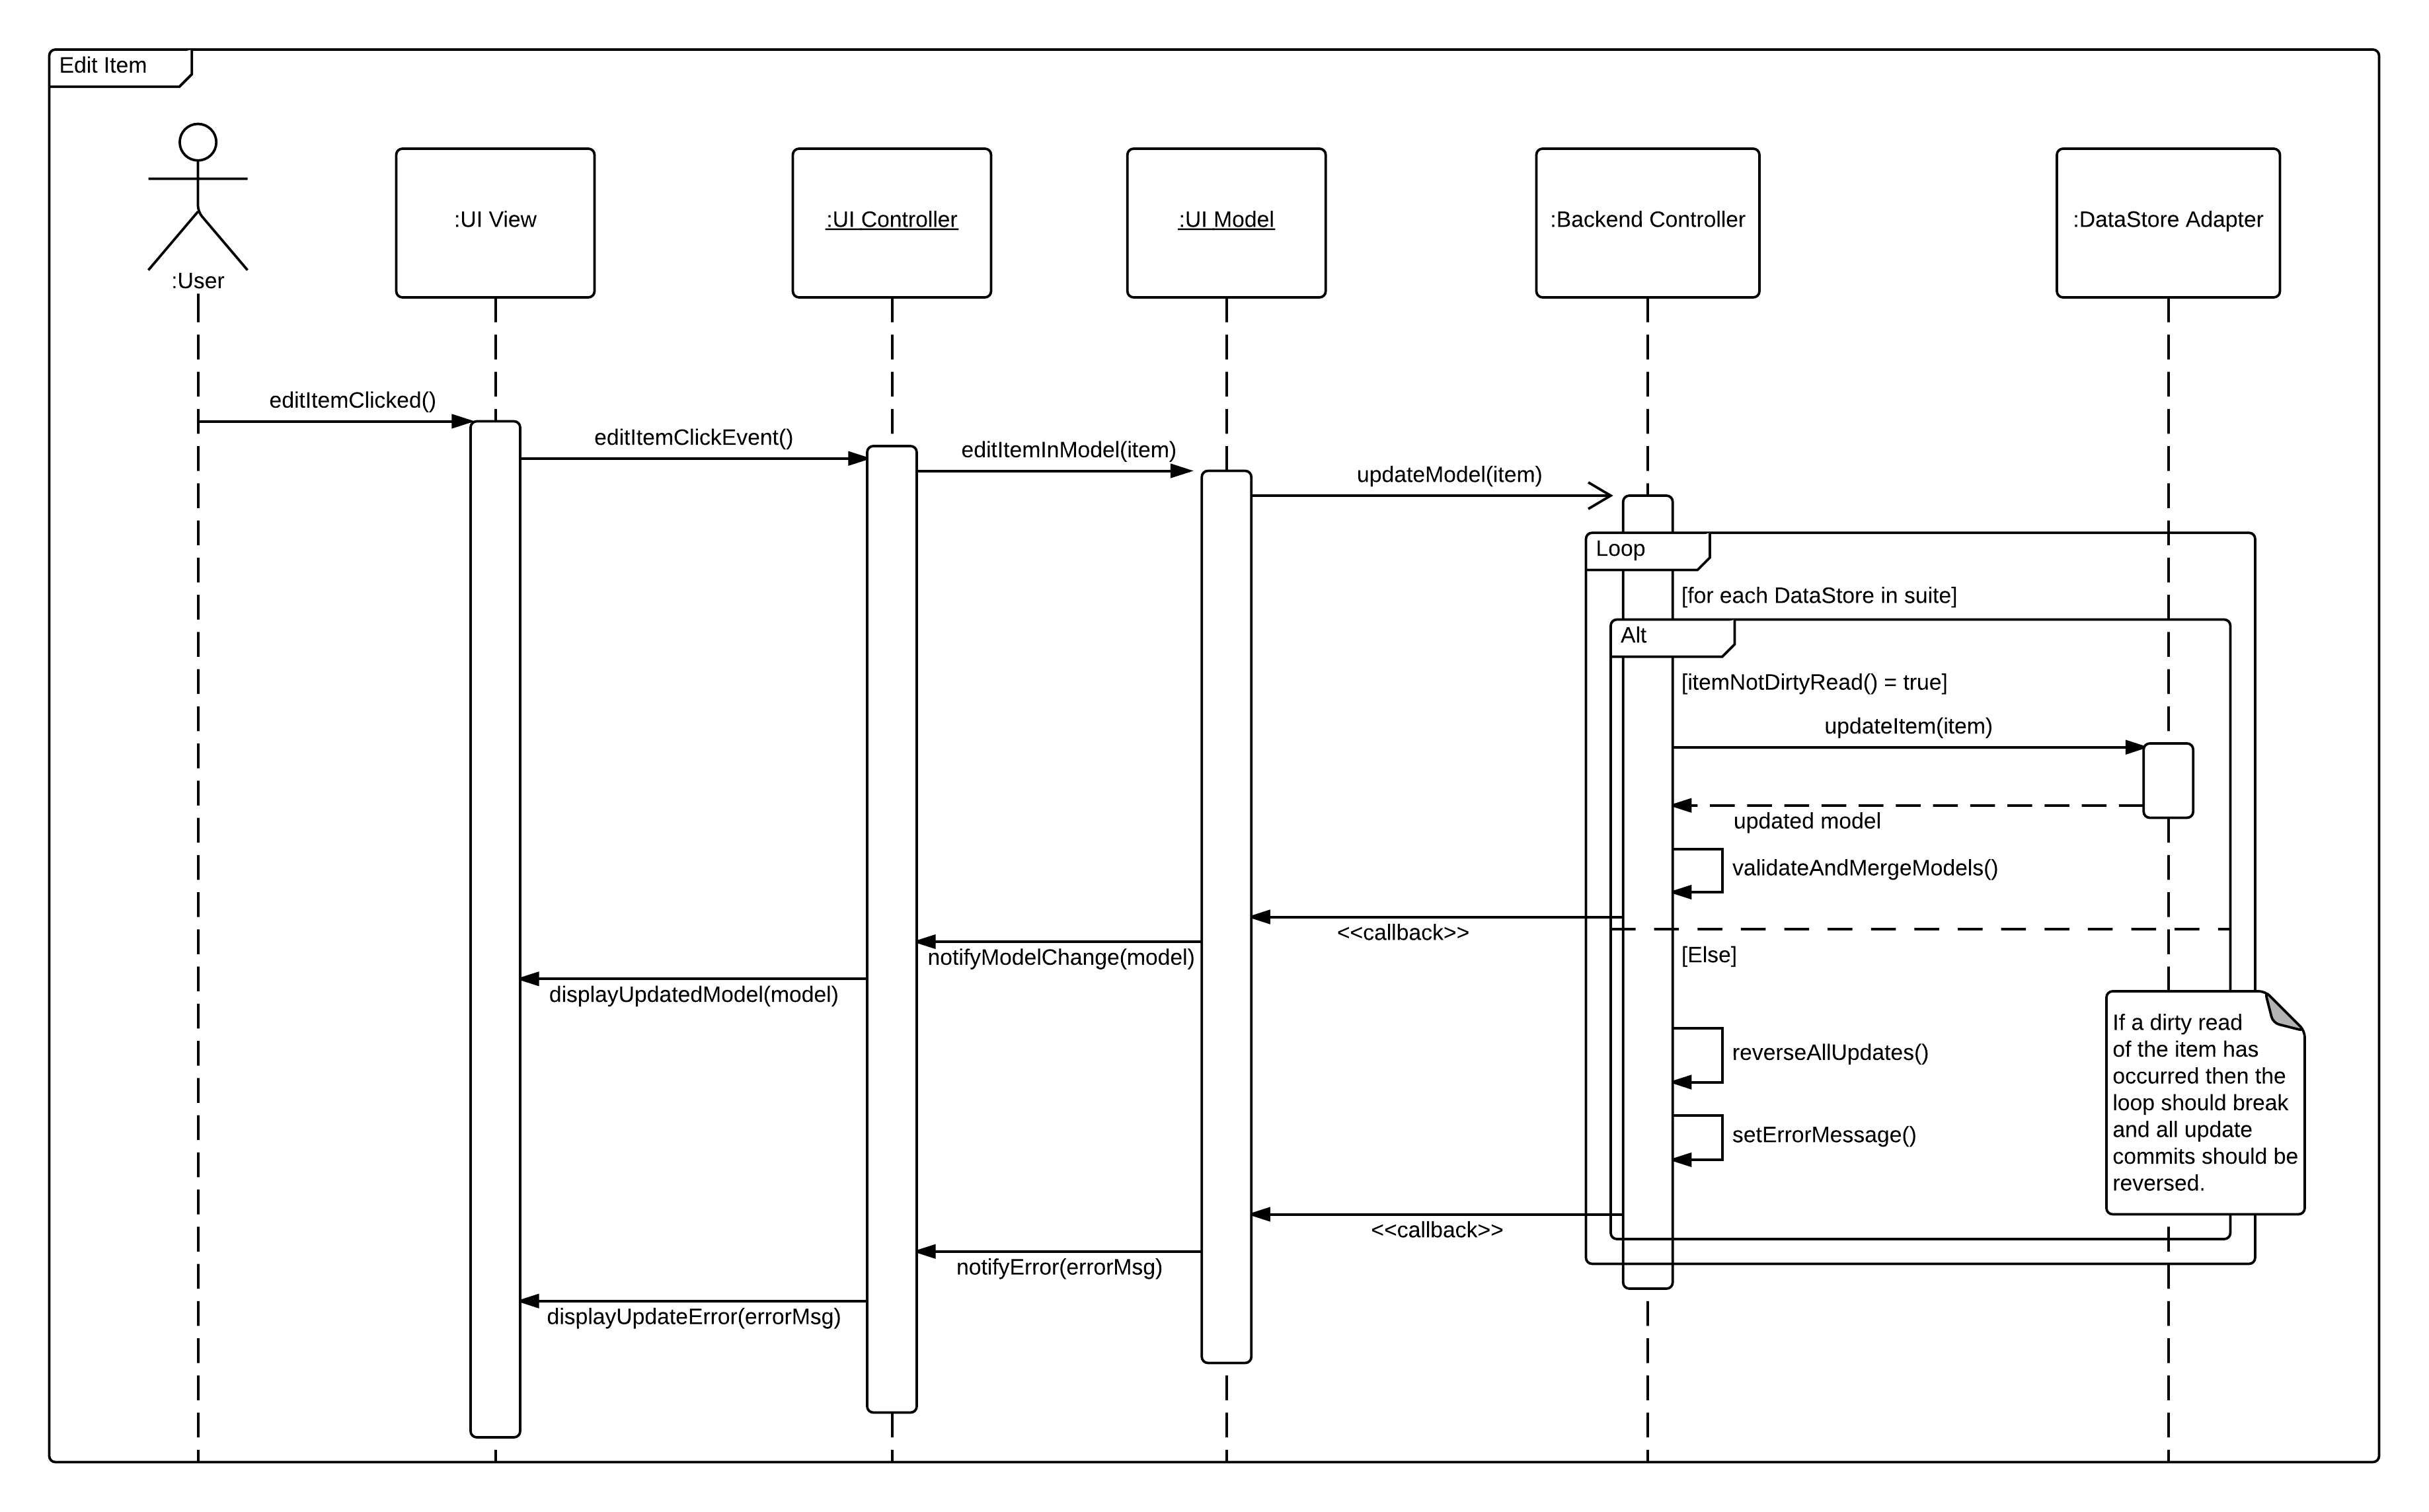 Edit Item
:User
:UI View
:UI Controller
:UI Model
:Backend Controller
:DataStore Adapter
editItemClicked()
editItemClickEvent()
editItemInModel(item)
updateModel(item)
Loop
[for each DataStore in suite]
Alt
[itemNotDirtyRead() = true]
updateItem(item)
updated model
validateAndMergeModels()
<<callback>>
notifyModelChange(model)
displayUpdatedModel(model)
[Else]
If a dirty read
of the item has
occurred then the
loop should break
and all update
commits should be
reversed.
reverseAllUpdates()
setErrorMessage()
<<callback>>
notifyError(errorMsg)
displayUpdateError(errorMsg)